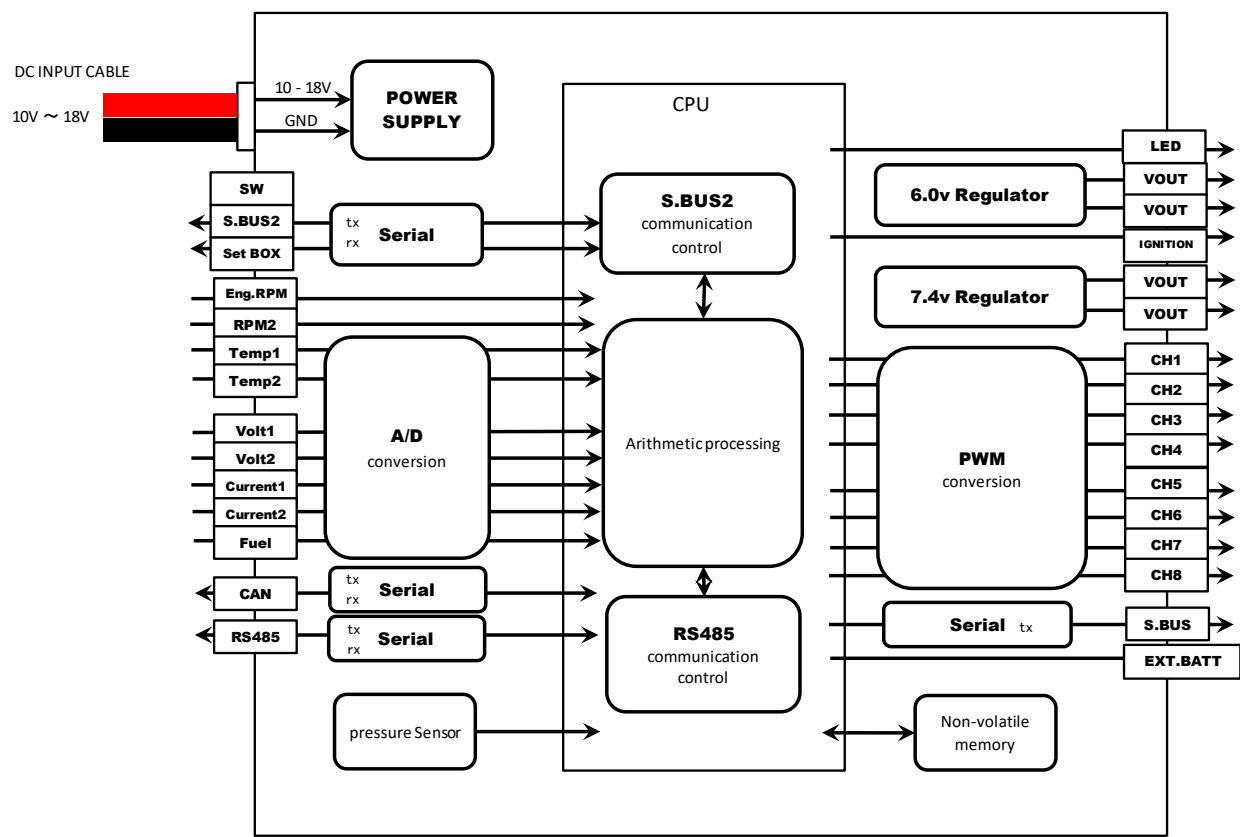 DC INPUT CABLE
10V ～ 18V
10 - 18V
GND
POWER
SUPPLY
CPU
SW
S.BUS2
Set BOX
tx
rx
Serial
S.BUS2
communication
control
Eng.RPM
RPM2
Temp1
Temp2
Volt1
Volt2
Current1
Current2
Fuel
A/D
conversion
Arithmetic processing
CAN
tx
rx
Serial
RS485
tx
rx
Serial
RS485
communication
control
pressure Sensor
LED
6.0v Regulator
VOUT
VOUT
IGNITION
7.4v Regulator
VOUT
VOUT
PWM
conversion
CH1
CH2
CH3
CH4
CH5
CH6
CH7
CH8
Serial tx
S.BUS
EXT.BATT
Non-volatile
memory